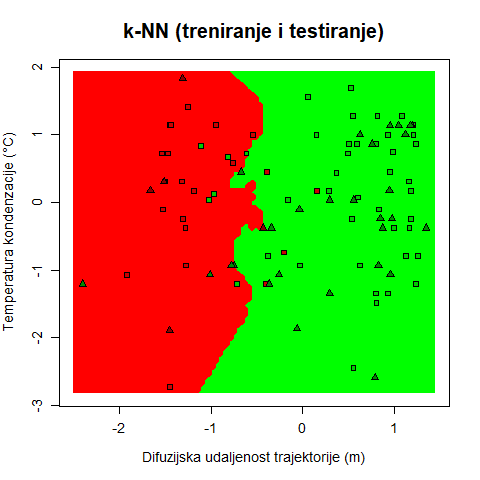 k-NN (treniranje i testiranje)
Temperatura kondenzacije (°C)
2
1
0
-1
-2
-3
-2 -1 0 1
Difuzijska udaljenost trajektorije (m)